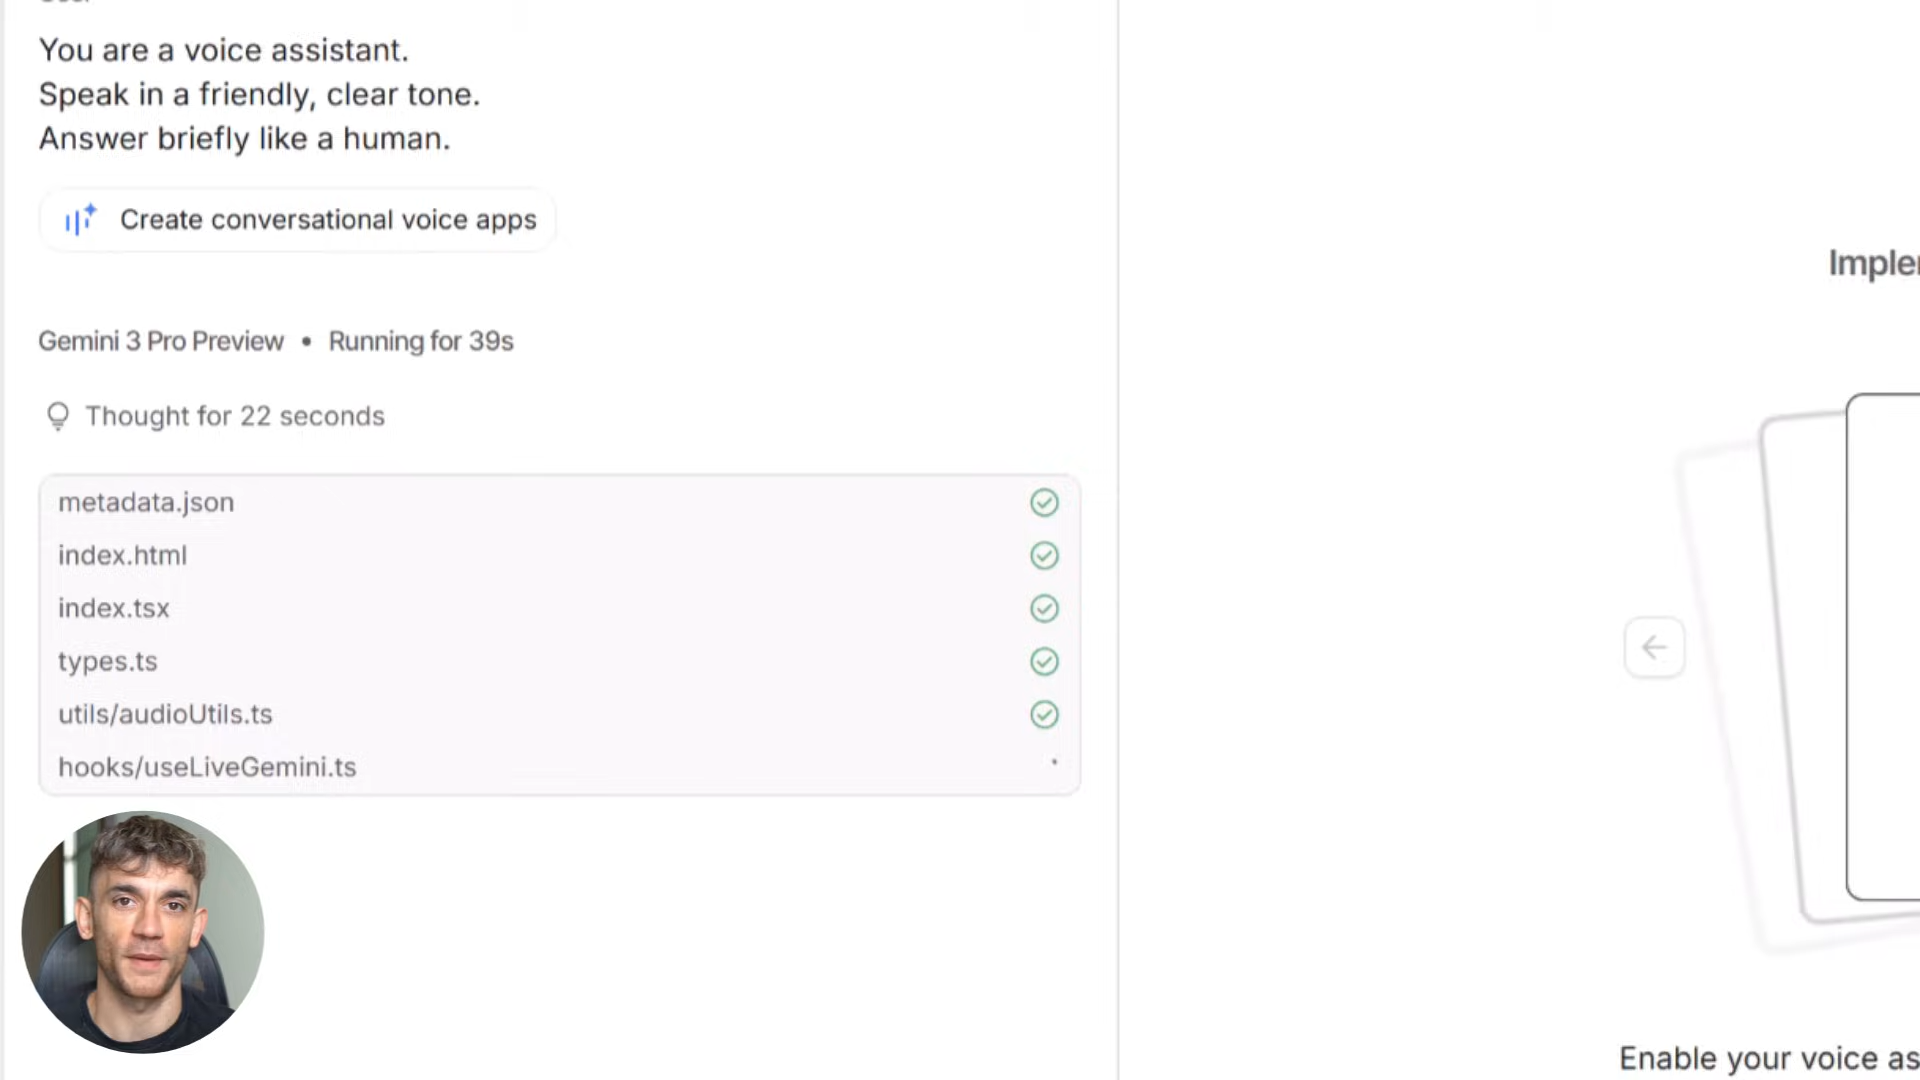 You are a voice assistant.
Speak in a friendly, clear tone.
Answer briefly like a human.
Create conversational voice apps
Gemini 3 Pro Preview • Running for 39s
Thought for 22 seconds
metadata.json
index.html
index.tsx
types.ts
utils/audioUtils.ts
hooks/useLiveGemini.ts
Enable your voice